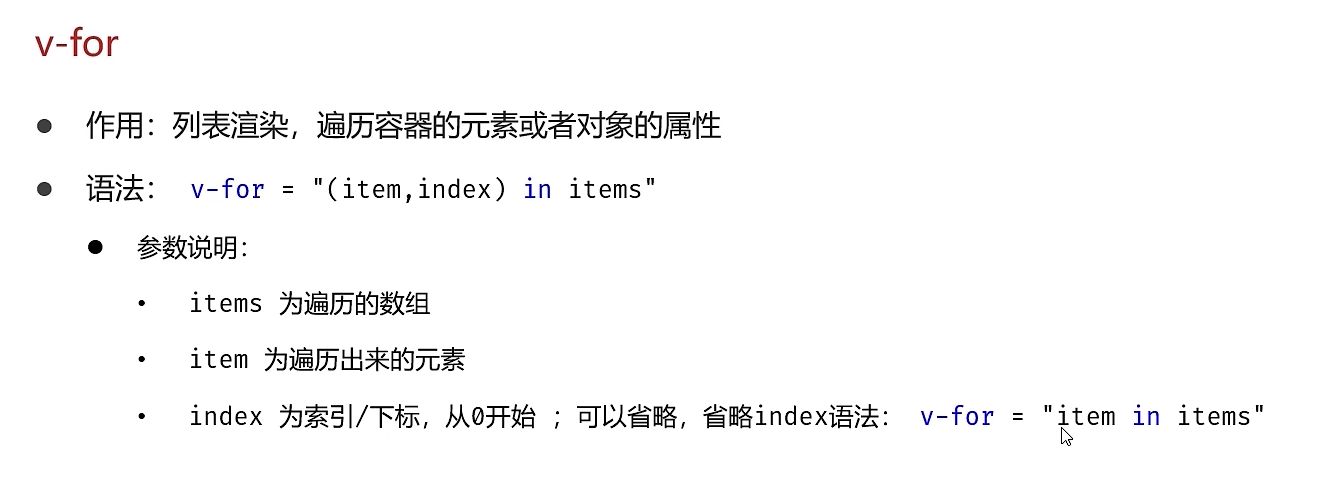 v-for
作用：列表渲染，遍历容器的元素或者对象的属性
语法： v-for = "(item,index) in items"
参数说明：
items 为遍历的数组
item 为遍历出来的元素
index 为索引/下标，从0开始 ；可以省略，省略index语法： v-for = "item in items"